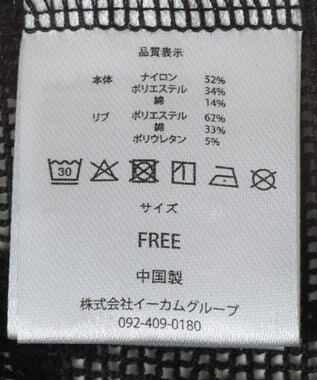 品質表示
本体 ナイロン 52%
ポリエステル 34%
綿 14%
リブ ポリエステル 62%
綿 33%
ポリウレタン 5%
30
サイズ
FREE
中国製
株式会社イーカムグループ
092-409-0180